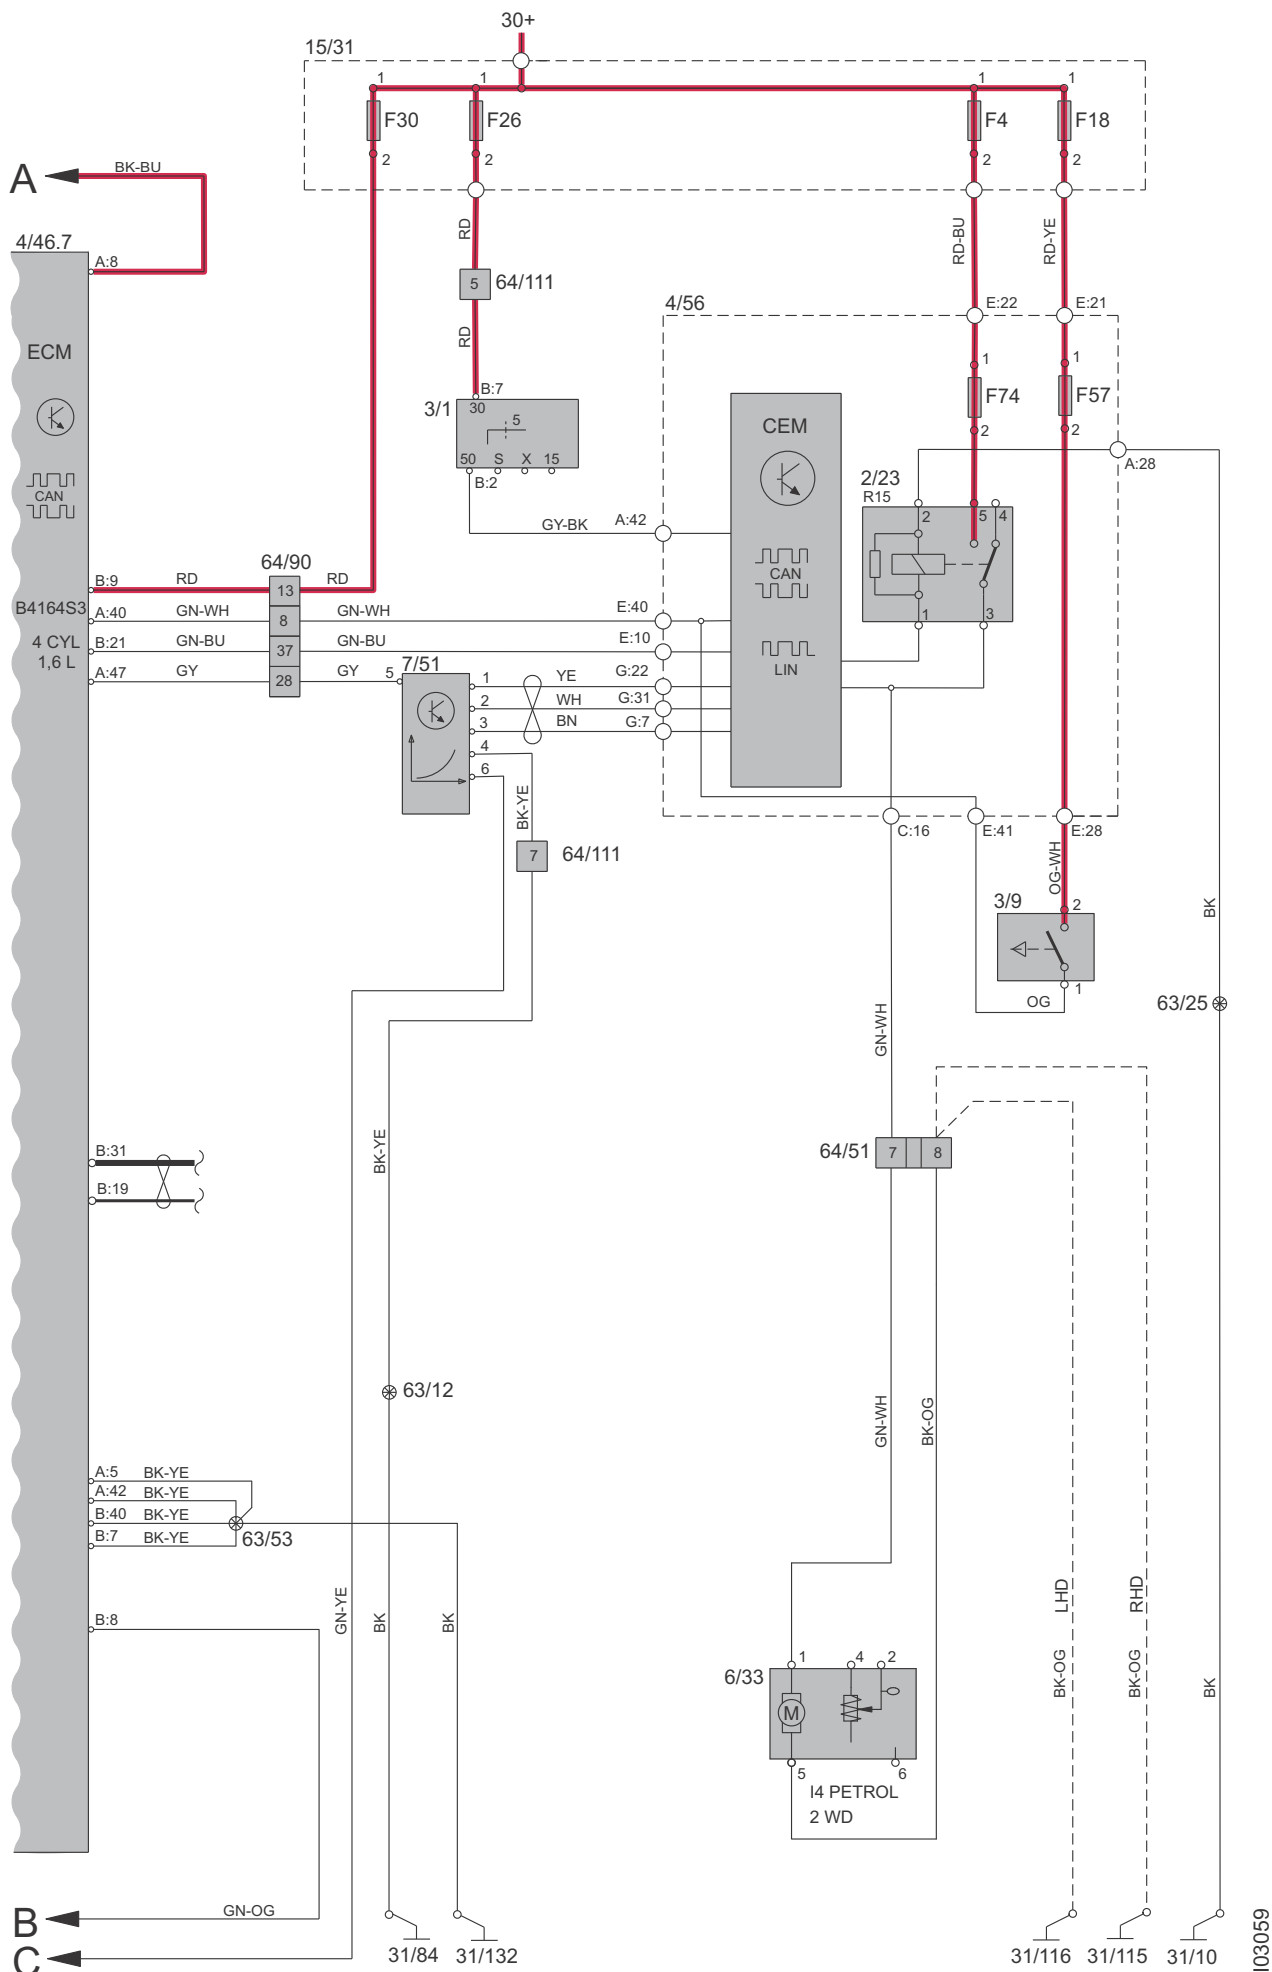 30+
15/31
1
1
1
1
F30
F26
F4
F18
2
2
2
2
A
BK-BU
4/46.7
A:8
RD
RD-BU
RD-YE
5
64/111
4/56
E:22
E:21
ECM
RD
1
1
B:7
F74
F57
3/1
30
5
CEM
2
2
50
S
X
15
A:28
B:2
2/23
R15
CAN
GY-BK
A:42
2
5
4
CAN
64/90
B:9
RD
13
RD
B4164S3
A:40
GN-WH
8
GN-WH
E:40
1
3
4 CYL
1,6 L
B:21
GN-BU
37
GN-BU
E:10
LIN
A:47
GY
28
GY
5
7/51
1
YE
G:22
2
WH
G:31
3
BN
G:7
4
6
BK-YE
C:16
E:41
E:28
7
64/111
OG-WH
3/9
2
BK
1
OG
63/25
GN-WH
B:31
BK-YE
64/51
7
8
B:19
63/12
GN-WH
BK-OG
A:5
BK-YE
A:42
BK-YE
B:40
BK-YE
63/53
B:7
BK-YE
GN-YE
BK
BK
LHD
RHD
B:8
6/33
1
4
2
BK-OG
BK-OG
BK
M
5
6
I4 PETROL
2 WD
B
GN-OG
C
31/84
31/132
31/116
31/115
31/10
I03059